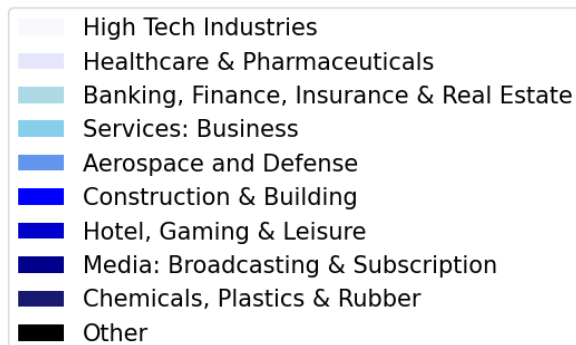 High Tech Industries
Healthcare & Pharmaceuticals
Banking, Finance, Insurance & Real Estate
Services: Business
Aerospace and Defense
Construction & Building
Hotel, Gaming & Leisure
Media: Broadcasting & Subscription
Chemicals, Plastics & Rubber
Other